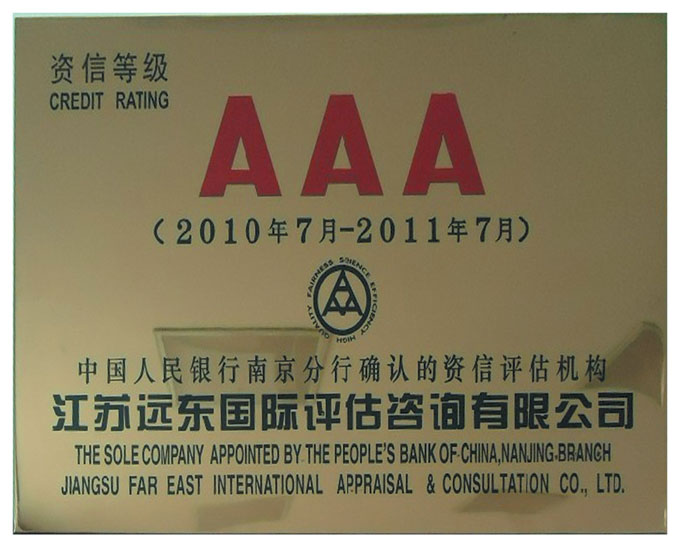 资信等级
CREDIT RATING
AAA
(2010年7月-2011年7月)
FAIRNESS SCIENCE EFFICIENCY HIGH QUALITY
中国人民银行南京分行确认的资信评估机构
江苏远东国际评估咨询有限公司
THE SOLE COMPANY APPOINTED BY THE PEOPLE'S BANK OF-CHINA,NANJING-BRANCH
JIANGSU FAR EAST INTERNATIONAL APPRAISAL & CONSULTATION CO., LTD.